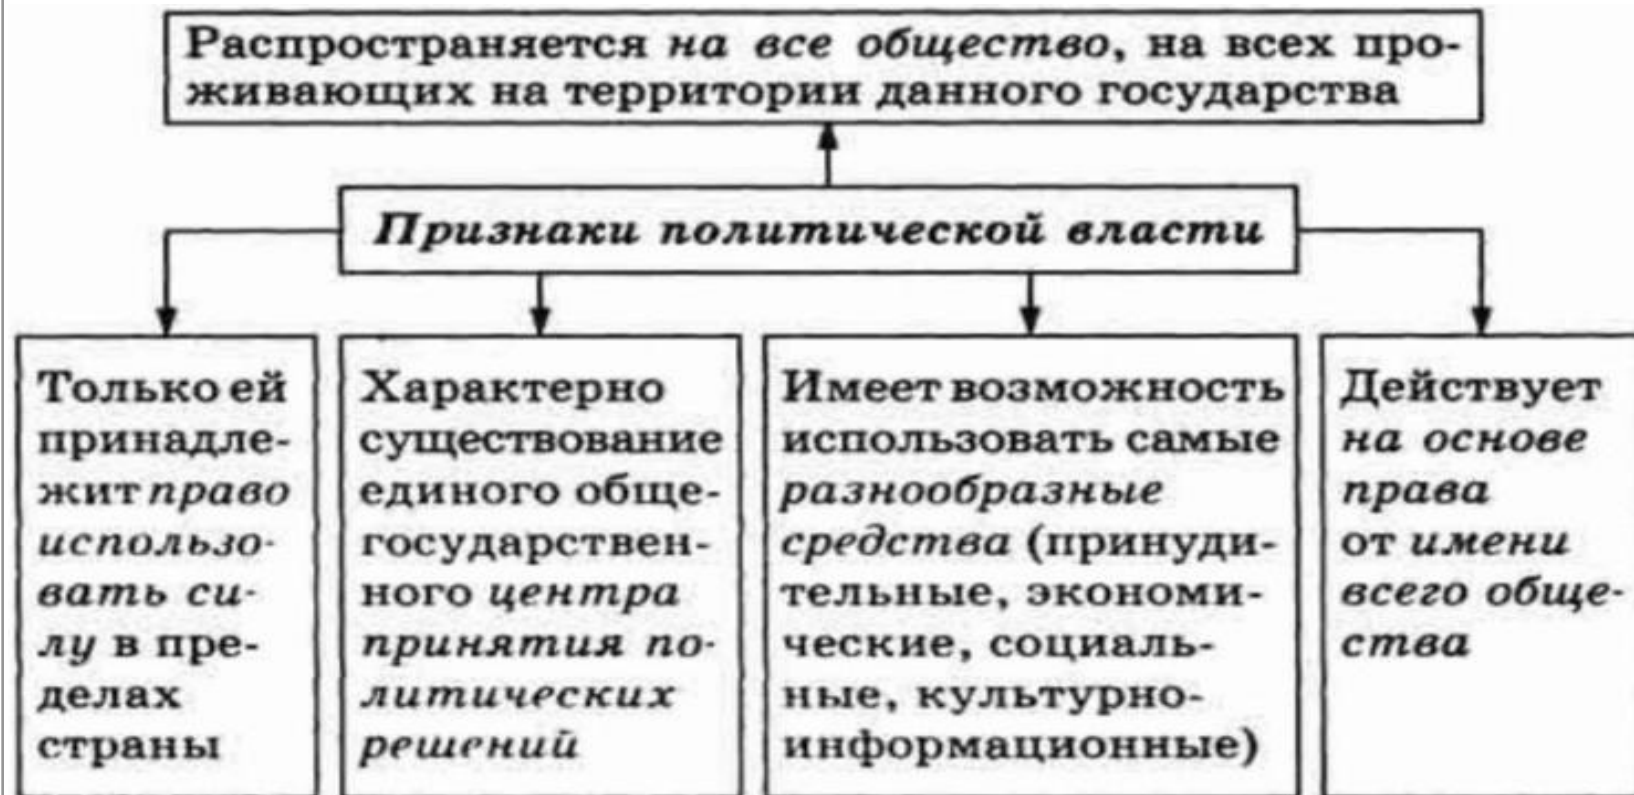 Распространяется на все общество, на всех про-
живающих на территории данного государства
Признаки политической власти
Только ей
принадле-
жит право
использо-
вать си-
лу в пре-
делах
страны
Характерно
существование
единого обще-
государствен-
ного центра
принятия по-
литических
решений
Имеет возможность
использовать самые
разнообразные
средства (принуди-
тельные, экономи-
ческие, социаль-
ные, культурно-
информационные)
Действует
на основе
права
от имени
всего обще-
ства